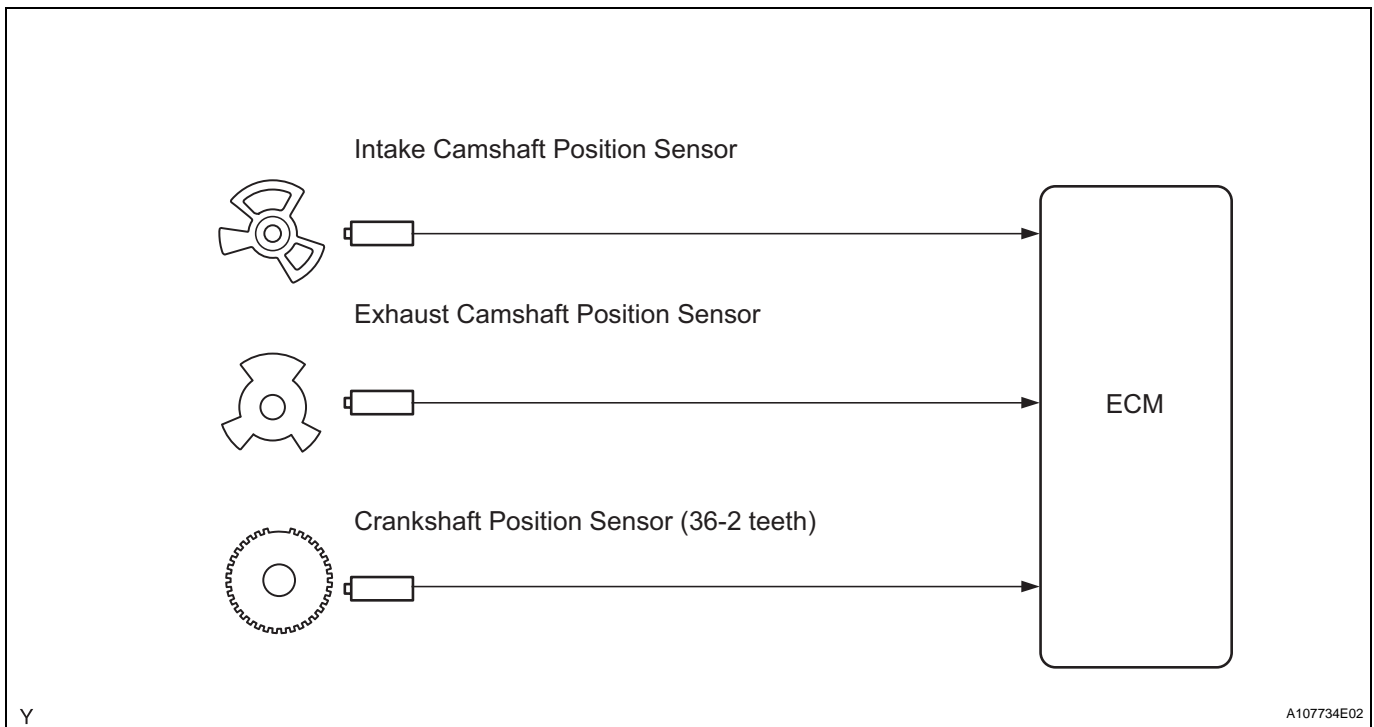 Intake Camshaft Position Sensor
Exhaust Camshaft Position Sensor
ECM
Crankshaft Position Sensor (36-2 teeth)
Y
A107734E02